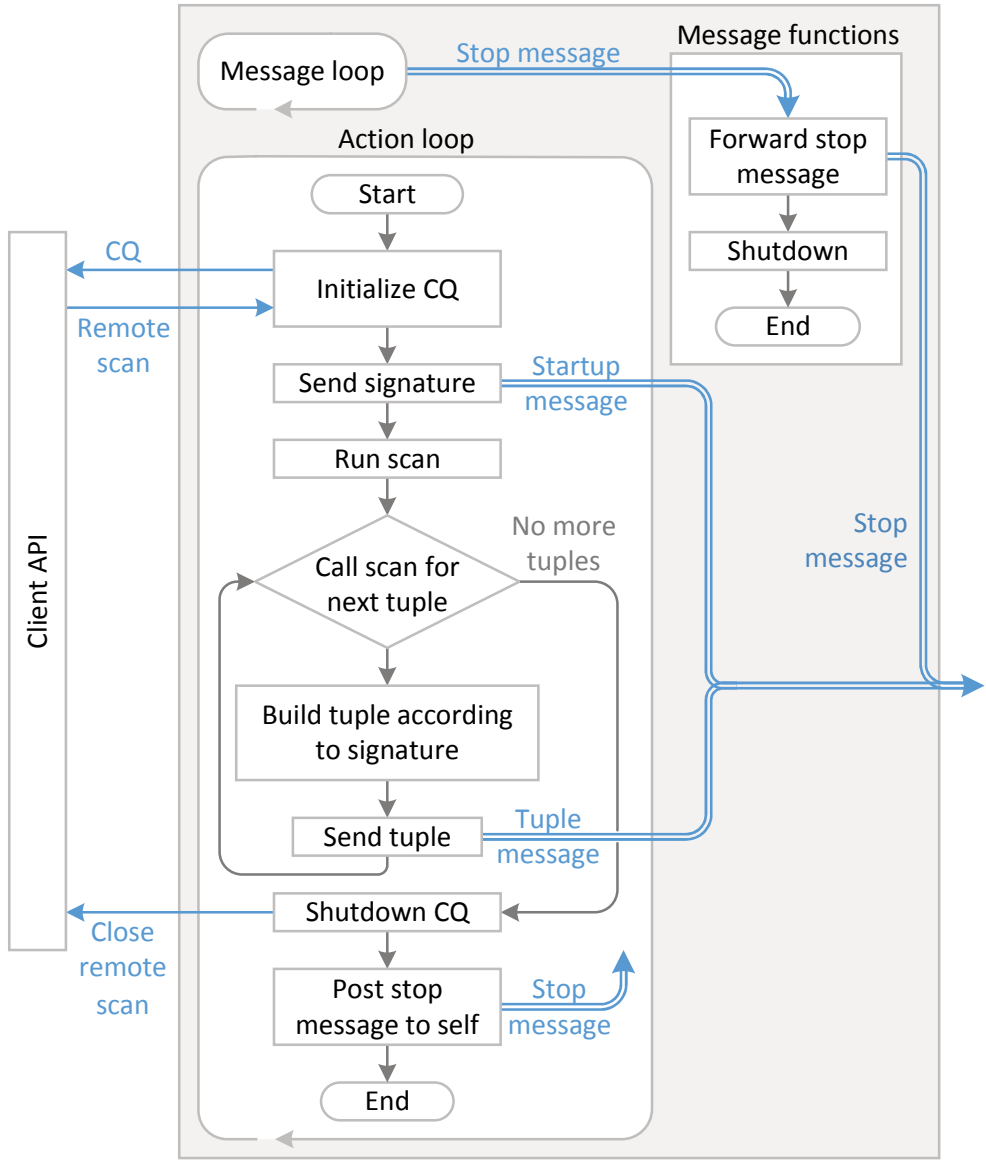 Message functions
Message loop
Stop message
Forward stop
message
Shutdown
End
Action loop
Start
CQ
Initialize CQ
Remote
scan
Send signature
Startup
message
Run scan
No more
tuples
Call scan for
next tuple
Stop
message
Client API
Build tuple according
to signature
Send tuple
Tuple
message
Shutdown CQ
Close
remote
scan
Post stop
message to self
Stop
message
End